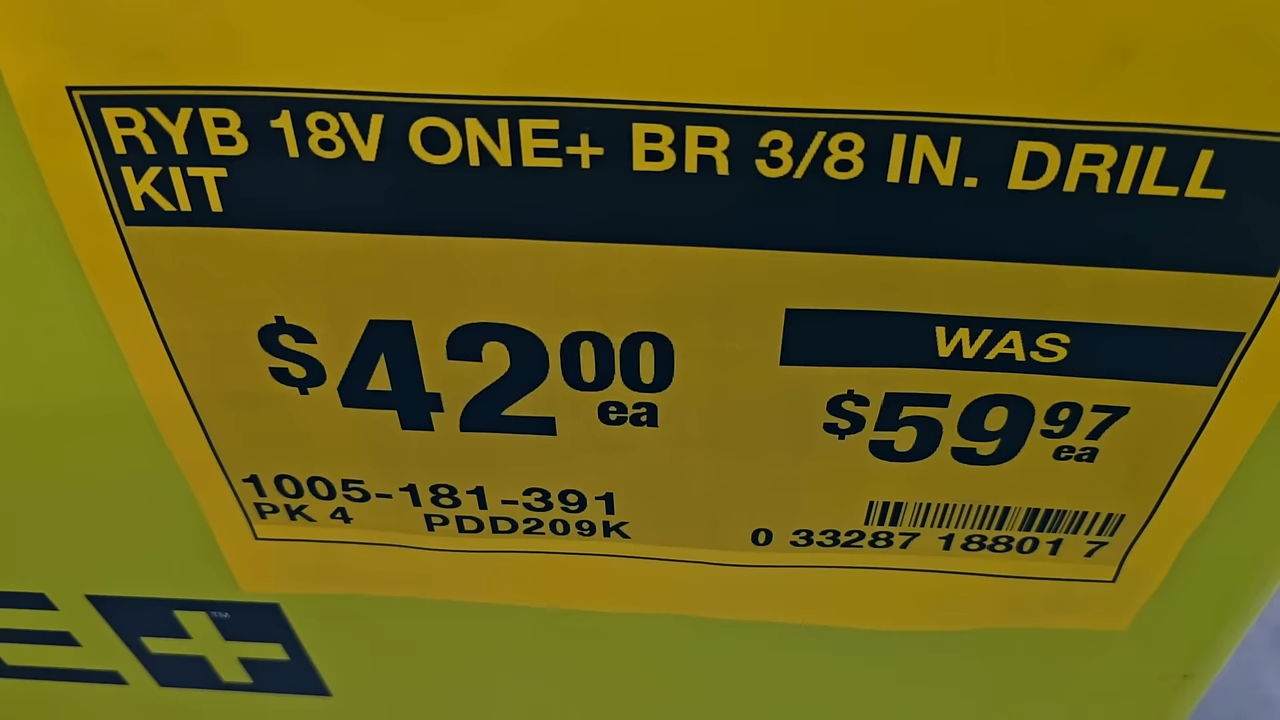 RYB 18V ONE+ BR 3/8 IN. DRILL
KIT
$42 00 ea
WAS
$59 97 ea
1005-181-391
PK 4 PDD209K
0 33287 18801 7
E+™